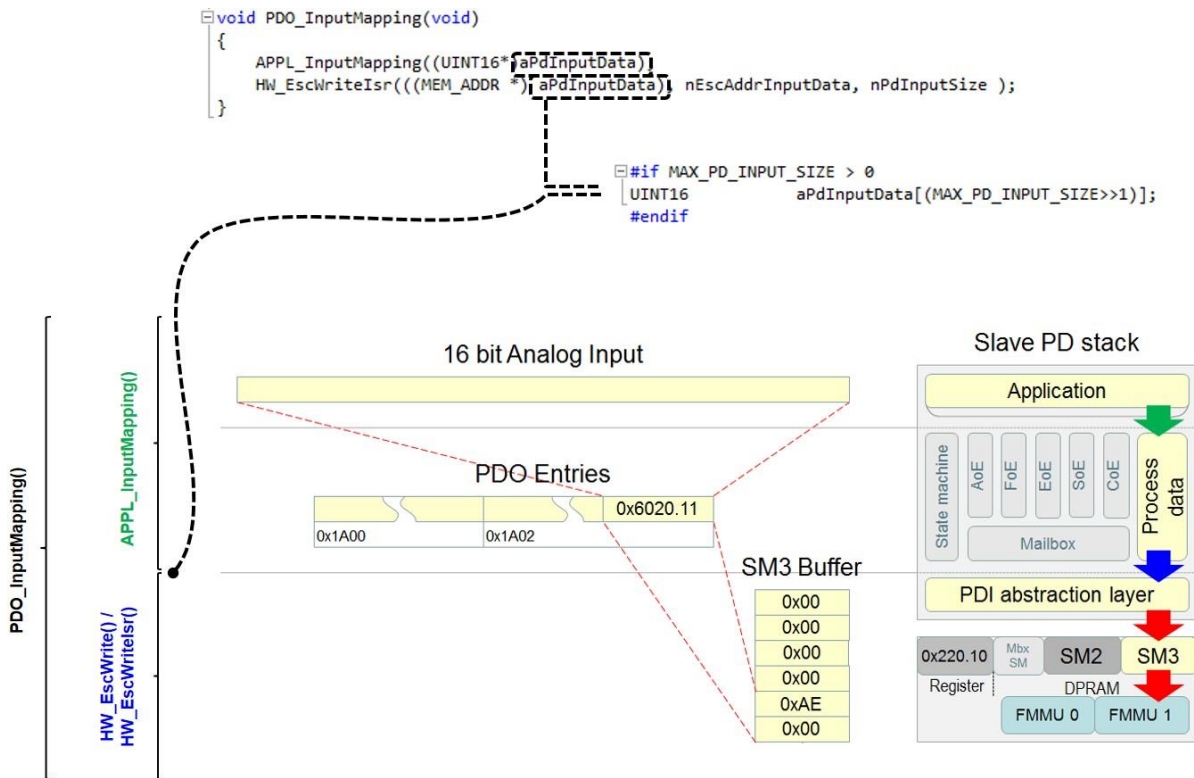 void PDO_InputMapping(void)
{
APPL_InputMapping((UINT16*)aPdInputData);
HW_EscWriteIsr(((MEM_ADDR *) aPdInputData), nEscAddrInputData, nPdInputSize );
}
#if MAX_PD_INPUT_SIZE > 0
UINT16 aPdInputData[(MAX_PD_INPUT_SIZE>>1)];
#endif
PDO_InputMapping()
APPL_InputMapping()
HW_EscWrite() /
HW_EscWriteIsr()
16 bit Analog Input
PDO Entries
0x6020.11
0x1A00
0x1A02
SM3 Buffer
0x00
0x00
0x00
0x00
0xAE
0x00
Slave PD stack
Application
State machine
AoE
FoE
EoE
SoE
CoE
Mailbox
Process
data
PDI abstraction layer
0x220.10
Mbx
SM
SM2
SM3
Register
DPRAM
FMMU 0
FMMU 1